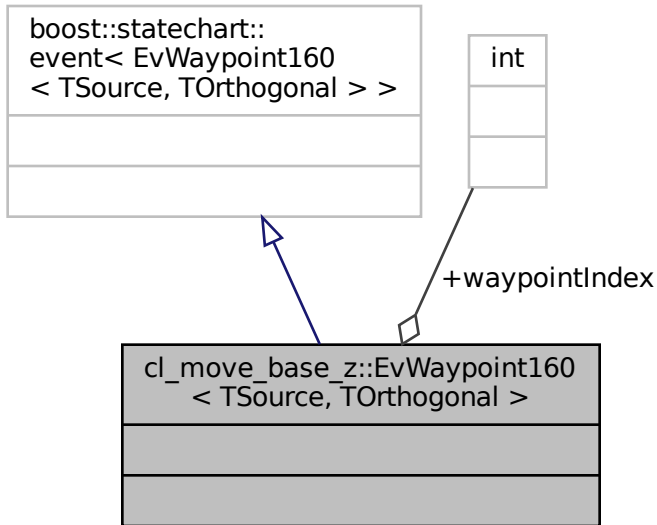 boost::statechart::
event< EvWaypoint160
< TSource, TOrthogonal > >
int
+waypointIndex
cl_move_base_z::EvWaypoint160
< TSource, TOrthogonal >